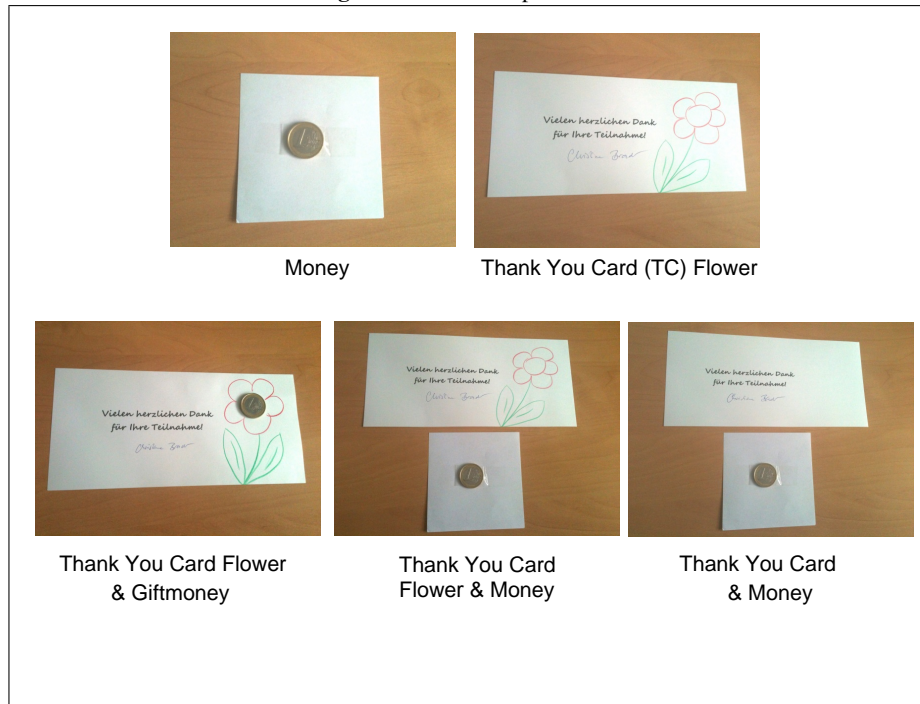 Vielen herzlichen Dank
für Ihre Teilnahme!
Money
Thank You Card (TC) Flower
Vielen herzlichen Dank
für Ihre Teilnahme!
Vielen herzlichen Dank
für Ihre Teilnahme!
Vielen herzlichen Dank
für Ihre Teilnahme!
Thank You Card Flower
& Giftmoney
Thank You Card
Flower & Money
Thank You Card
& Money